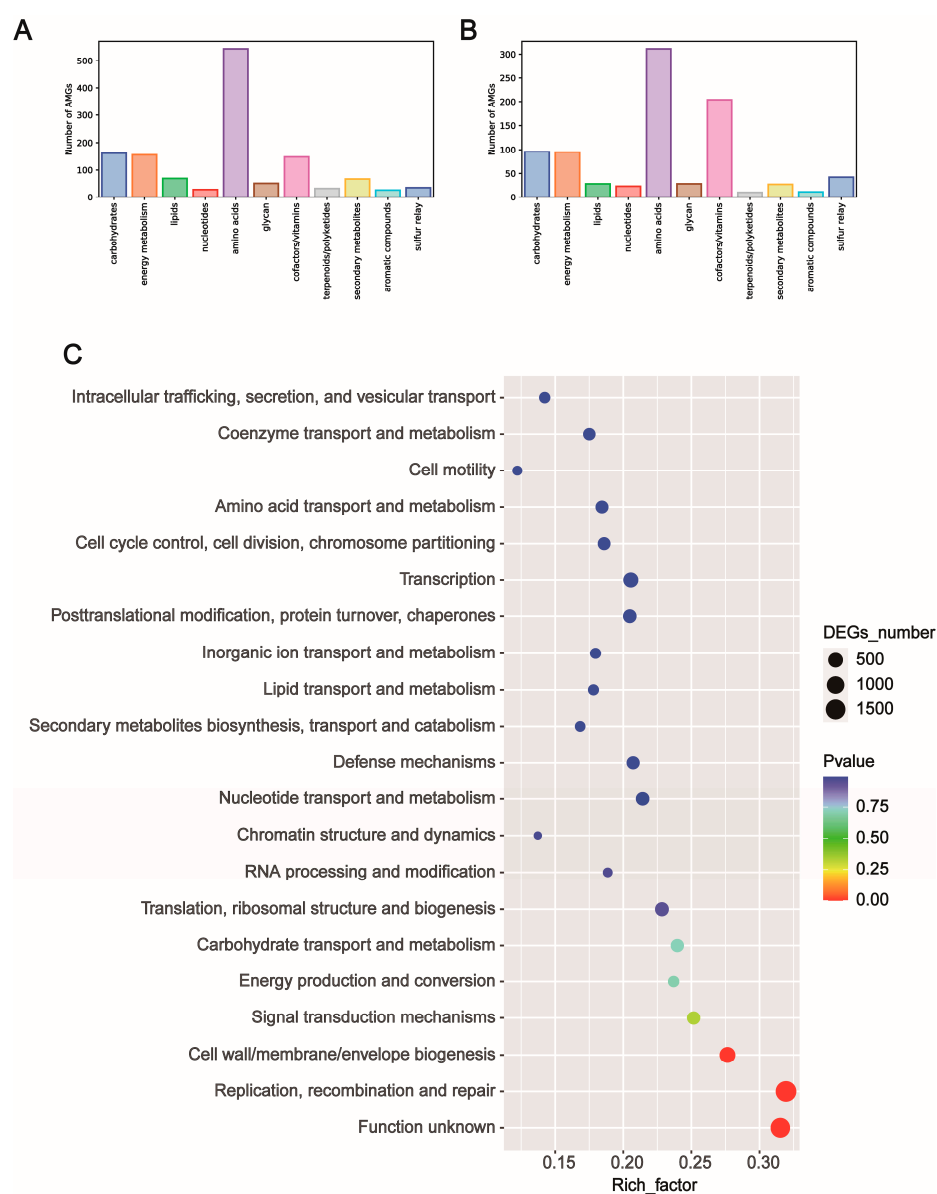 A
B
Number of AMGs
500
400
300
200
100
0
carbohydrates
energy metabolism
lipids
nucleotides
amino acids
glycan
cofactors/vitamins
terpenoids/polyketides
secondary metabolites
aromatic compounds
sulfur relay
Number of AMGs
300
250
200
150
100
50
0
carbohydrates
energy metabolism
lipids
nucleotides
amino acids
glycan
cofactors/vitamins
terpenoids/polyketides
secondary metabolites
aromatic compounds
sulfur relay
C
Intracellular trafficking, secretion, and vesicular transport
Coenzyme transport and metabolism
Cell motility
Amino acid transport and metabolism
Cell cycle control, cell division, chromosome partitioning
Transcription
Posttranslational modification, protein turnover, chaperones
Inorganic ion transport and metabolism
Lipid transport and metabolism
Secondary metabolites biosynthesis, transport and catabolism
Defense mechanisms
Nucleotide transport and metabolism
Chromatin structure and dynamics
RNA processing and modification
Translation, ribosomal structure and biogenesis
Carbohydrate transport and metabolism
Energy production and conversion
Signal transduction mechanisms
Cell wall/membrane/envelope biogenesis
Replication, recombination and repair
Function unknown
0.15
0.20
0.25
0.30
Rich_factor
DEGs_number
500
1000
1500
Pvalue
0.75
0.50
0.25
0.00